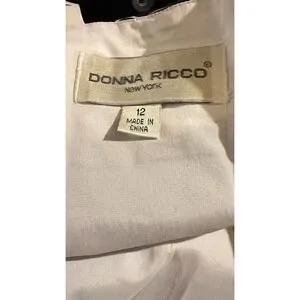 DONNA RICCO®
NEW YORK
12
MADE IN
CHINA